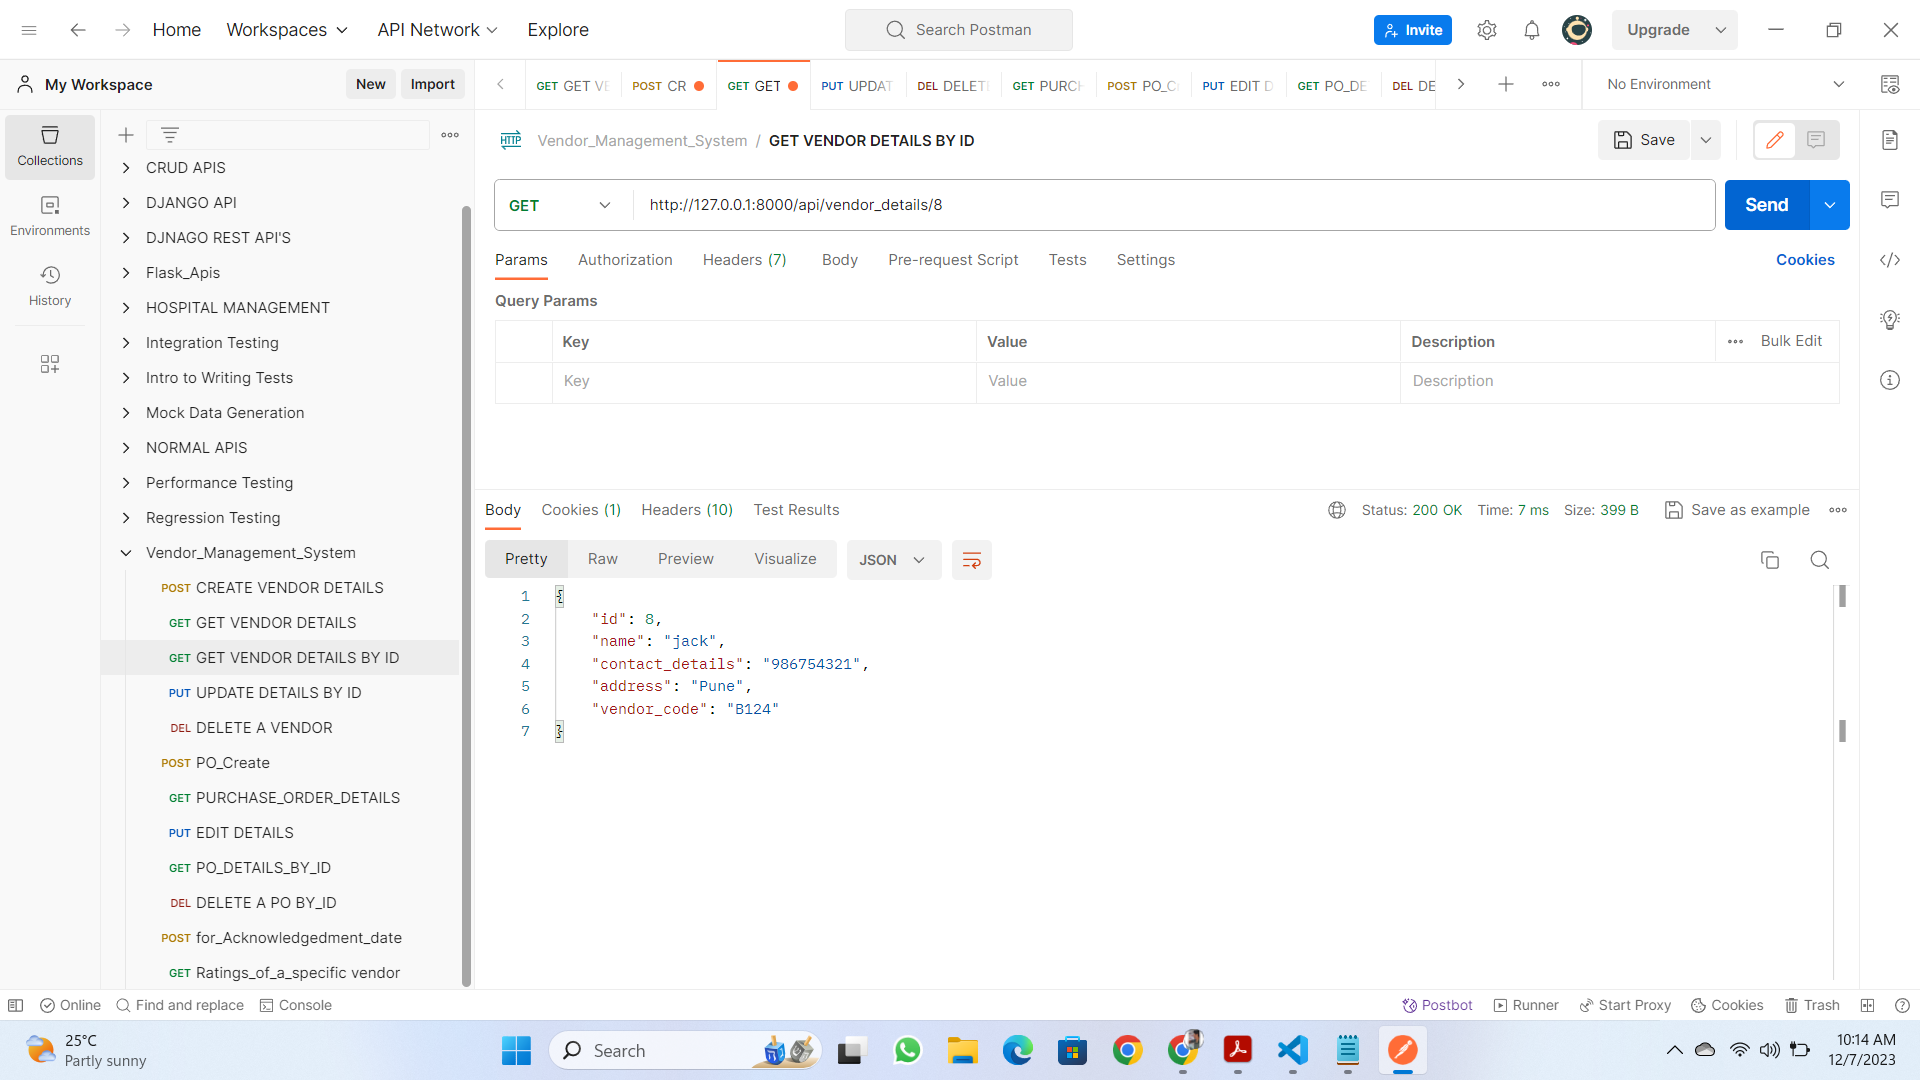 Home
Workspaces
API Network
Explore
Search Postman
Invite
Upgrade
My Workspace
New
Import
GET GET VE
POST CR
GET GET
PUT UPDAT
DEL DELET
GET PURCH
POST PO_C
PUT EDIT D
GET PO_DE
DEL DE
No Environment
Collections
Environments
History
CRUD APIS
DJANGO API
DJNAGO REST API'S
Flask_Apis
HOSPITAL MANAGEMENT
Integration Testing
Intro to Writing Tests
Mock Data Generation
NORMAL APIS
Performance Testing
Regression Testing
Vendor_Management_System
POST CREATE VENDOR DETAILS
GET GET VENDOR DETAILS
GET GET VENDOR DETAILS BY ID
PUT UPDATE DETAILS BY ID
DEL DELETE A VENDOR
POST PO_Create
GET PURCHASE_ORDER_DETAILS
PUT EDIT DETAILS
GET PO_DETAILS_BY_ID
DEL DELETE A PO BY_ID
POST for_Acknowledgedment_date
GET Ratings_of_a_specific vendor
HTTP Vendor_Management_System / GET VENDOR DETAILS BY ID
Save
GET http://127.0.0.1:8000/api/vendor_details/8
Send
Params Authorization Headers (7) Body Pre-request Script Tests Settings
Cookies
Query Params
Key Value Description
Bulk Edit
Key Value Description
Body Cookies (1) Headers (10) Test Results
Status: 200 OK Time: 7 ms Size: 399 B
Save as example
Pretty Raw Preview Visualize
JSON
1 {
2 "id": 8,
3 "name": "jack",
4 "contact_details": "986754321",
5 "address": "Pune",
6 "vendor_code": "B124"
7 }
Online
Find and replace
Console
Postbot
Runner
Start Proxy
Cookies
Trash
25°C
Partly sunny
Search
10:14 AM
12/7/2023